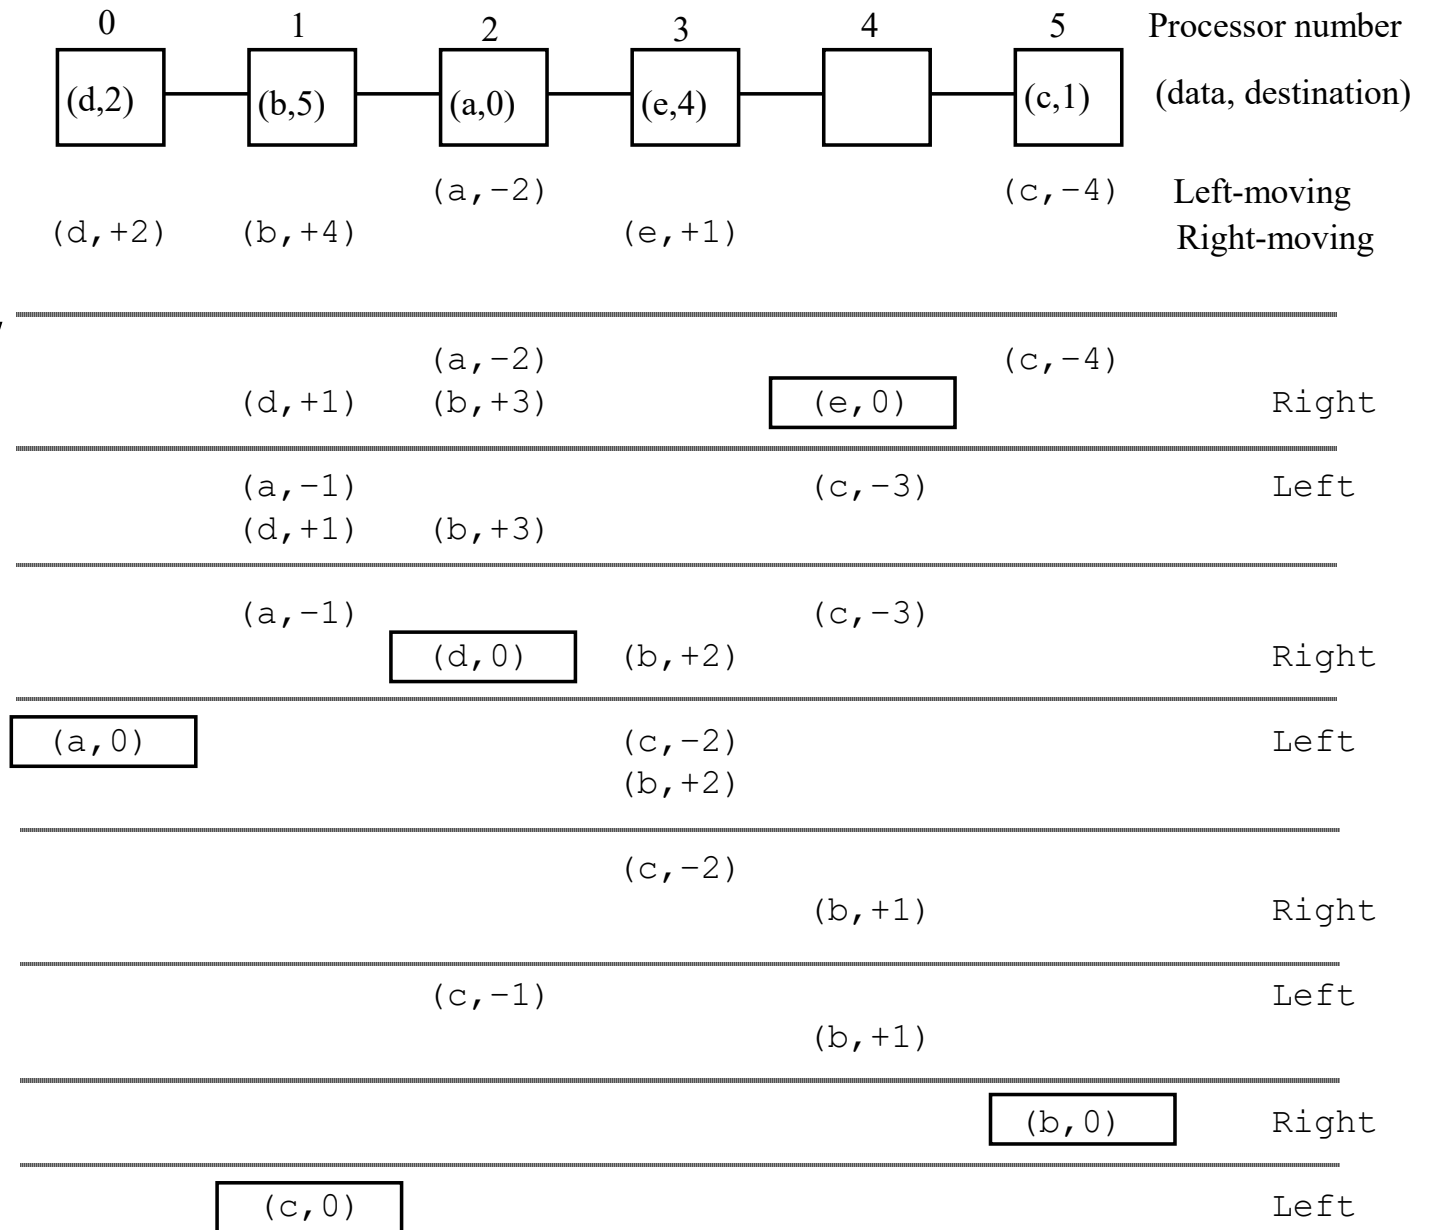 0 1 2 3 4 5 Processor number
(d,2) (b,5) (a,0) (e,4) (c,1) (data, destination)
(a,-2) (c,-4) Left-moving
(d,+2) (b,+4) (e,+1) Right-moving
(a,-2) (c,-4)
(d,+1) (b,+3) (e,0) Right
(a,-1) (c,-3) Left
(d,+1) (b,+3)
(a,-1) (c,-3)
(d,0) (b,+2) Right
(a,0) (c,-2) Left
(b,+2)
(c,-2)
(b,+1) Right
(c,-1) Left
(b,+1)
(b,0) Right
(c,0) Left